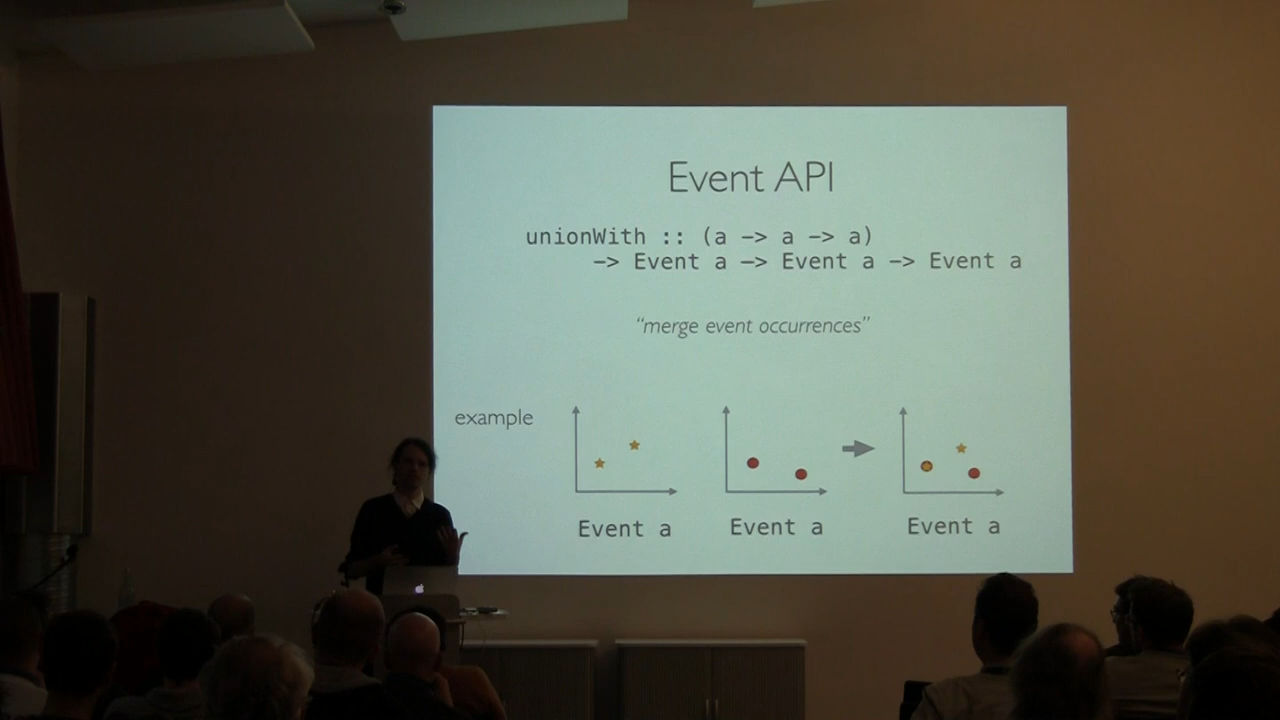 Event API
unionWith :: (a -> a -> a)
-> Event a -> Event a -> Event a
“merge event occurrences”
example
Event a
Event a
Event a